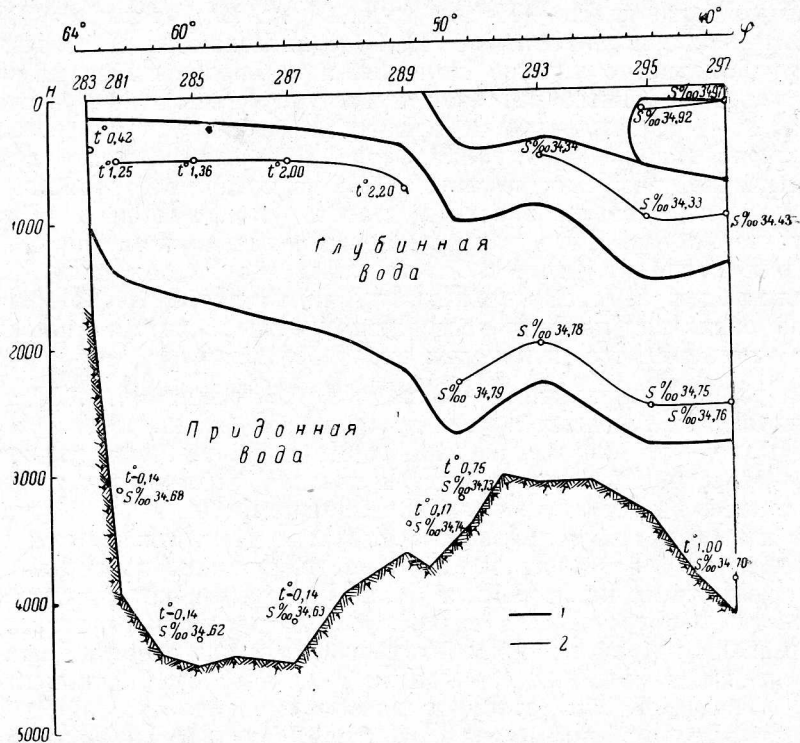 64° 60° 50° 40° φ
283 281 285 287 289 293 295 297
H
0
S‰ 34,92
t° 0,42
t° 1,25 t° 1,36 t° 2,00 t° 2,20
S‰ 34,34
S‰ 34,33
S‰ 34.43
1000
Глубинная
вода
2000
S‰ 34,78
S‰ 34,79
S‰ 34,75
S‰ 34,76
Придонная
вода
3000
t°-0,14
S‰ 34,68
t° 0,75
S‰ 34,73
t° 0,17
S‰ 34,74
t° 1.00
S‰ 34,70
4000
t°-0,14
S‰ 34.62
t°-0,14
S‰ 34,63
1
2
5000